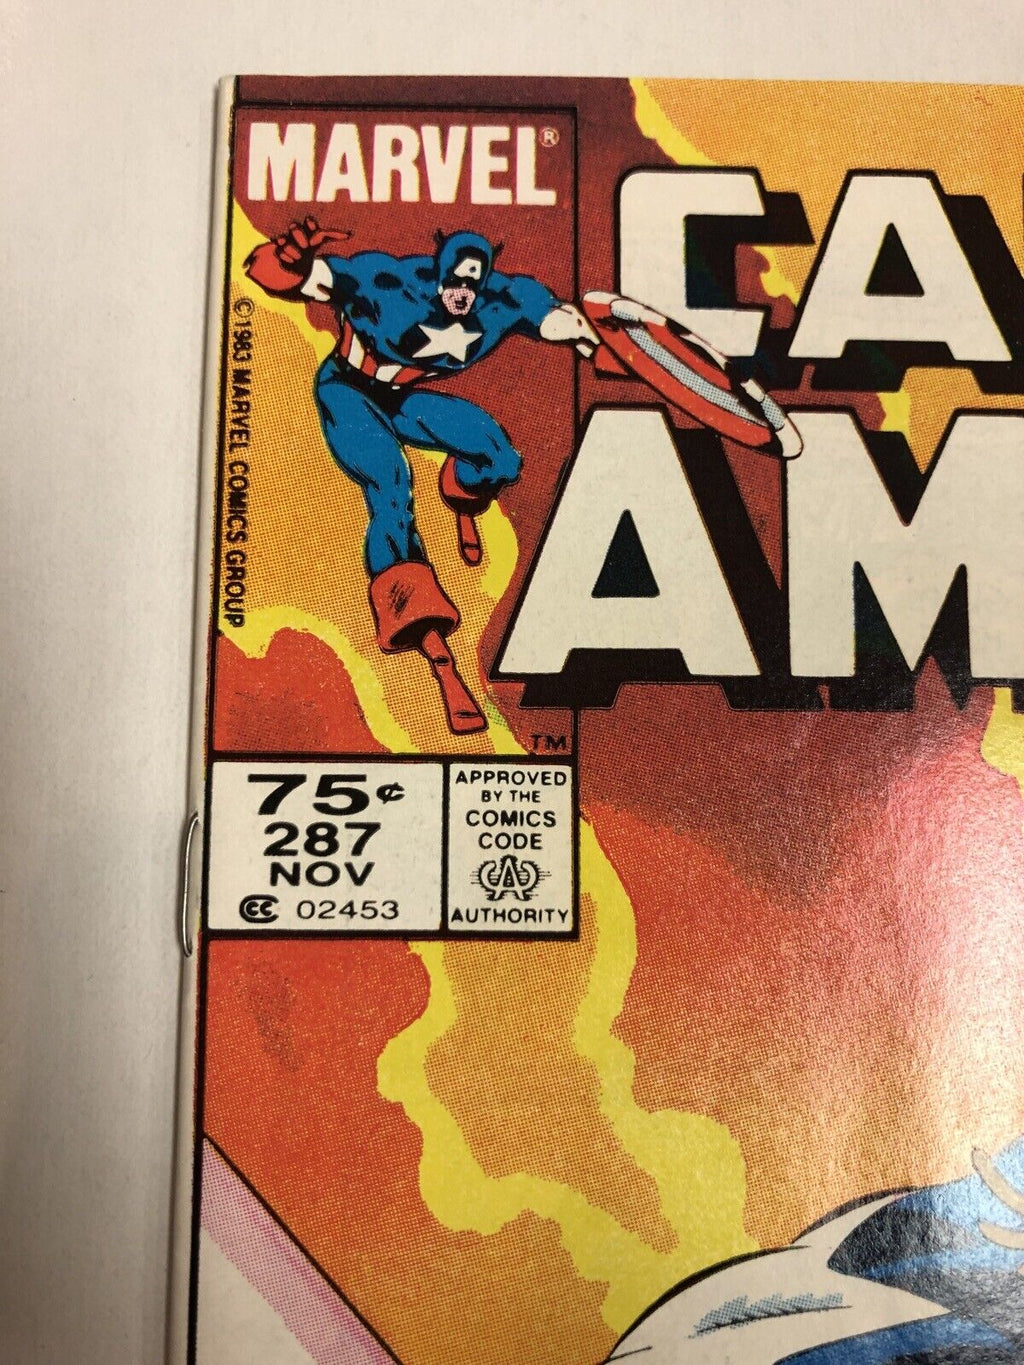 MARVEL®
CA
AM
© 1983 MARVEL COMICS GROUP
TM
75¢
287
NOV
CC 02453
APPROVED
BY THE
COMICS
CODE
CCA
AUTHORITY